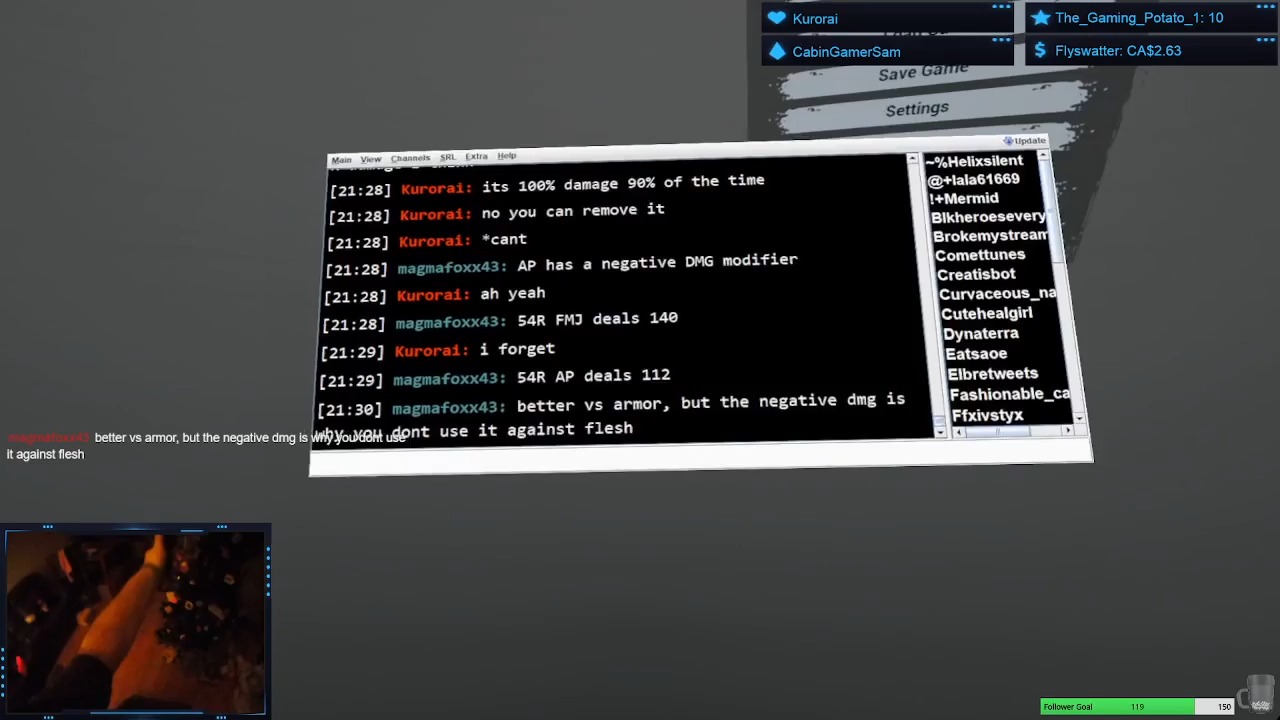 Kurorai
The_Gaming_Potato_1: 10
CabinGamerSam
Flyswatter: CA$2.63
Save Game
Settings
Update
Main View Channels SRL Extra Help
[21:28] Kurorai: its 100% damage 90% of the time
[21:28] Kurorai: no you can remove it
[21:28] Kurorai: *cant
[21:28] magmafoxx43: AP has a negative DMG modifier
[21:28] Kurorai: ah yeah
[21:28] magmafoxx43: 54R FMJ deals 140
[21:29] Kurorai: i forget
[21:29] magmafoxx43: 54R AP deals 112
[21:30] magmafoxx43: better vs armor, but the negative dmg is
why you dont use it against flesh
~%Helixsilent
@+lala61669
!+Mermid
Blkheroesevery
Brokemystream
Comettunes
Creatisbot
Curvaceous_na
Cutehealgirl
Dynaterra
Eatsaoe
Elbretweets
Fashionable_ca
Ffxivstyx
magmafoxx43 better vs armor, but the negative dmg is why you dont use
it against flesh
Follower Goal 119 150